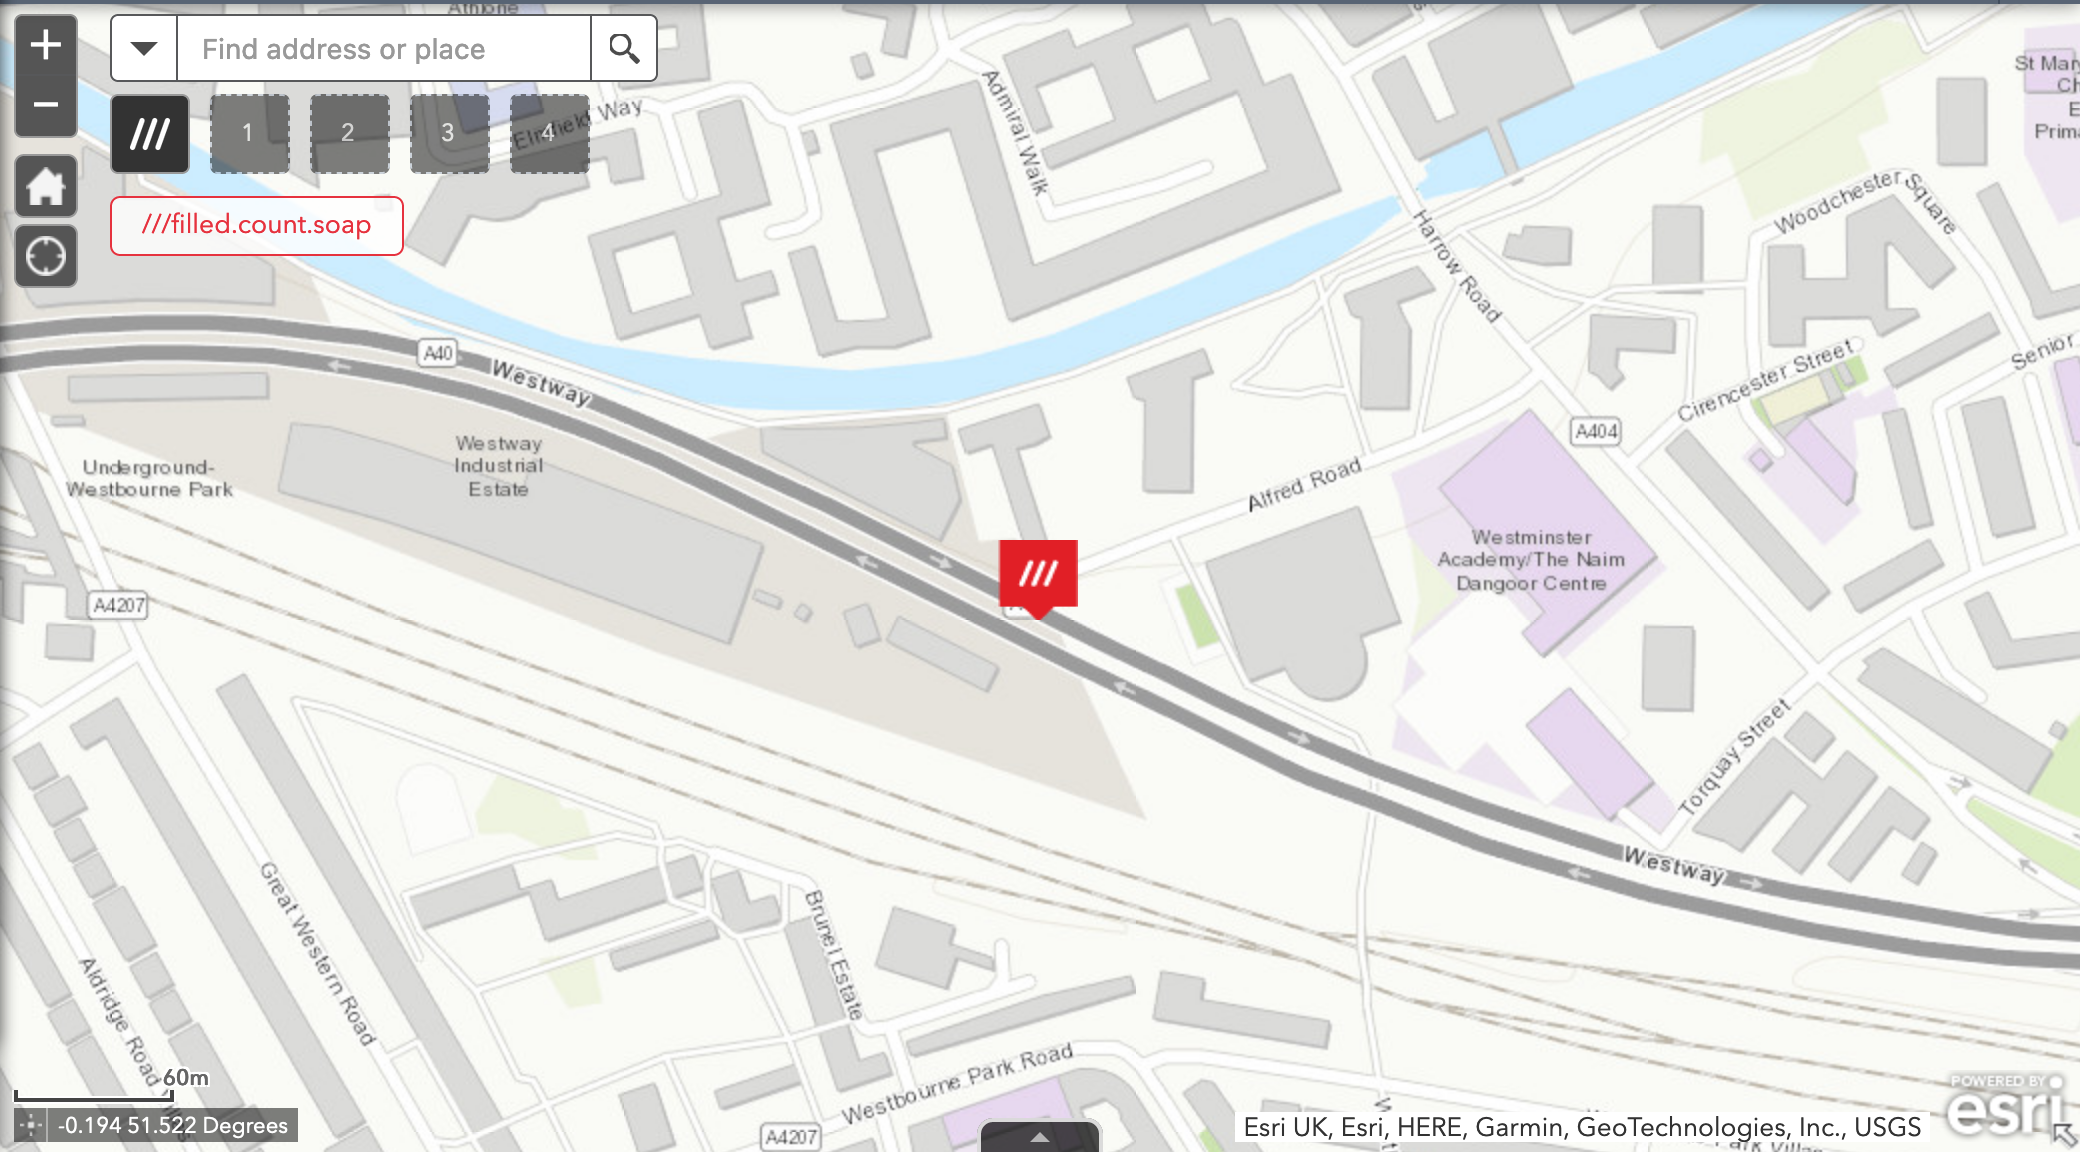 Athlone
Find address or place
1
2
3
4
Elmfield Way
///filled.count.soap
Admiral Walk
Harrow Road
St Mar
Ch
E
Prima
Woodchester Square
Cirencester Street
Senior
A40
Westway
Westway
Industrial
Estate
Underground-
Westbourne Park
A4207
Alfred Road
A404
Westminster
Academy/The Naim
Dangoor Centre
Torquay Street
Westway
Great Western Road
Aldridge Road
Brunel Estate
Westbourne Park Road
A4207
60m
-0.194 51.522 Degrees
Esri UK, Esri, HERE, Garmin, GeoTechnologies, Inc., USGS
POWERED BY
esri